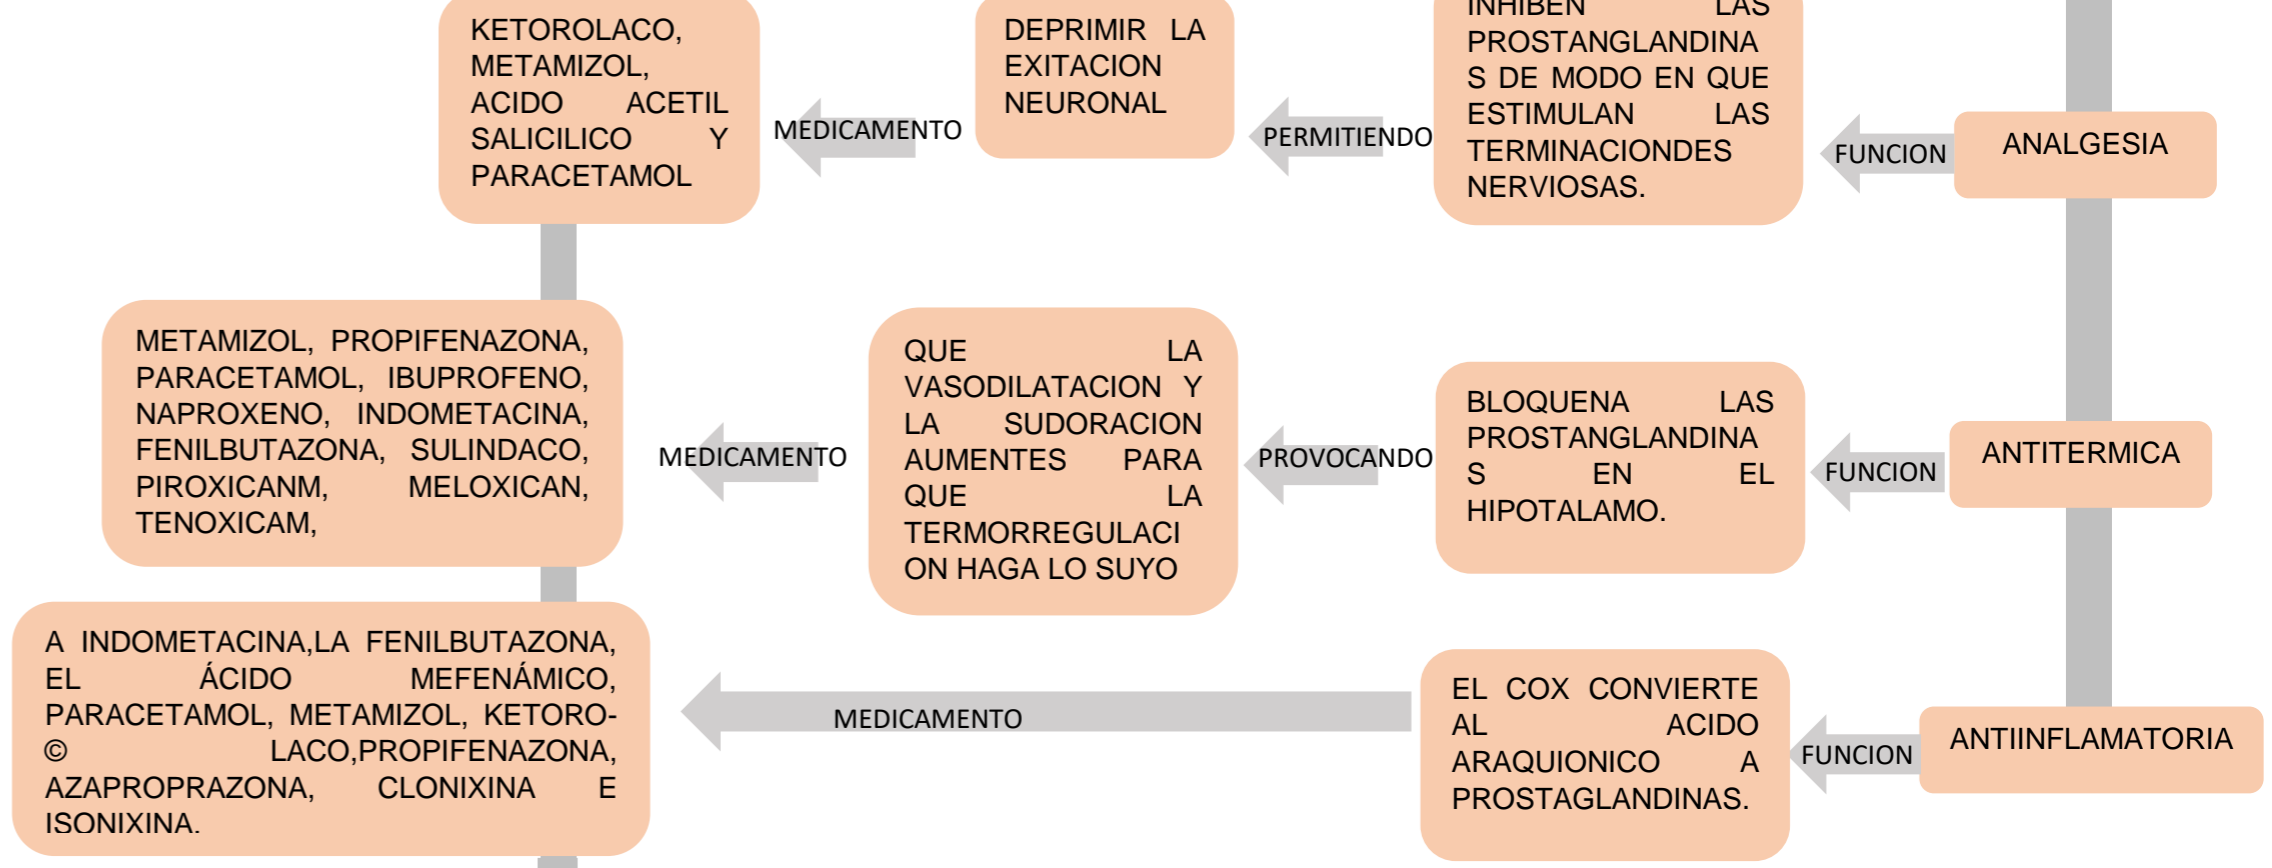 KETOROLACO,
METAMIZOL,
ACIDO ACETIL
SALICILICO Y
PARACETAMOL
MEDICAMENTO
DEPRIMIR LA
EXITACION
NEURONAL
PERMITIENDO
INHIBEN LAS
PROSTANGLANDINA
S DE MODO EN QUE
ESTIMULAN LAS
TERMINACIONDES
NERVIOSAS.
FUNCION
ANALGESIA
METAMIZOL, PROPIFENAZONA,
PARACETAMOL, IBUPROFENO,
NAPROXENO, INDOMETACINA,
FENILBUTAZONA, SULINDACO,
PIROXICANM, MELOXICAN,
TENOXICAM,
MEDICAMENTO
QUE LA
VASODILATACION Y
LA SUDORACION
AUMENTES PARA
QUE LA
TERMORREGULACI
ON HAGA LO SUYO
PROVOCANDO
BLOQUENA LAS
PROSTANGLANDINA
S EN EL
HIPOTALAMO.
FUNCION
ANTITERMICA
A INDOMETACINA,LA FENILBUTAZONA,
EL ÁCIDO MEFENÁMICO,
PARACETAMOL, METAMIZOL, KETORO-
© LACO,PROPIFENAZONA,
AZAPROPRAZONA, CLONIXINA E
ISONIXINA.
MEDICAMENTO
EL COX CONVIERTE
AL ACIDO
ARAQUIONICO A
PROSTAGLANDINAS.
FUNCION
ANTIINFLAMATORIA